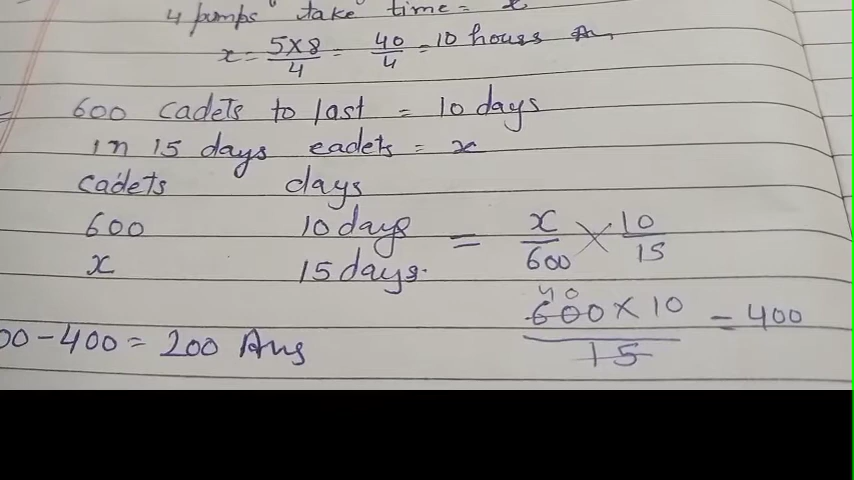 4 pumps take time = x
x = 5×8/4 = 40/4 = 10 hours An,
600 cadets to last = 10 days
in 15 days eadets = x
cadets days
600 10 days = x/600 × 10/15
x 15 days.
40
600 × 10/15 = 400
00 - 400 = 200 Ans